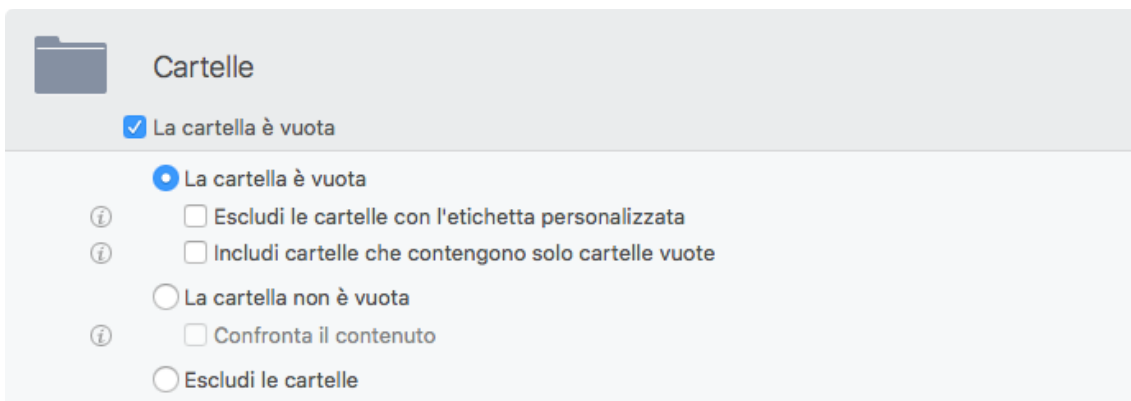 Cartelle
La cartella è vuota
La cartella è vuota
Escludi le cartelle con l'etichetta personalizzata
Includi cartelle che contengono solo cartelle vuote
La cartella non è vuota
Confronta il contenuto
Escludi le cartelle